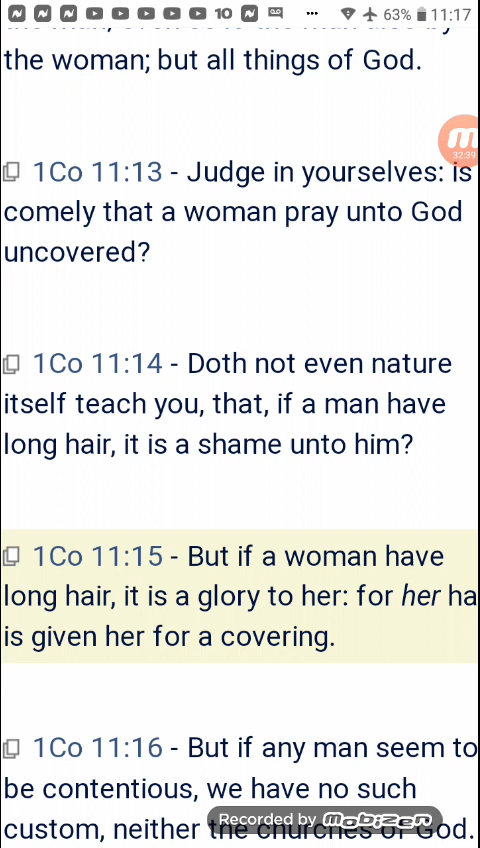 10 63% 11:17
the woman; but all things of God.
32:39
1Co 11:13 - Judge in yourselves: is
comely that a woman pray unto God
uncovered?
1Co 11:14 - Doth not even nature
itself teach you, that, if a man have
long hair, it is a shame unto him?
1Co 11:15 - But if a woman have
long hair, it is a glory to her: for her ha
is given her for a covering.
1Co 11:16 - But if any man seem to
be contentious, we have no such
custom, neither the churches of God.
Recorded by Mobizen